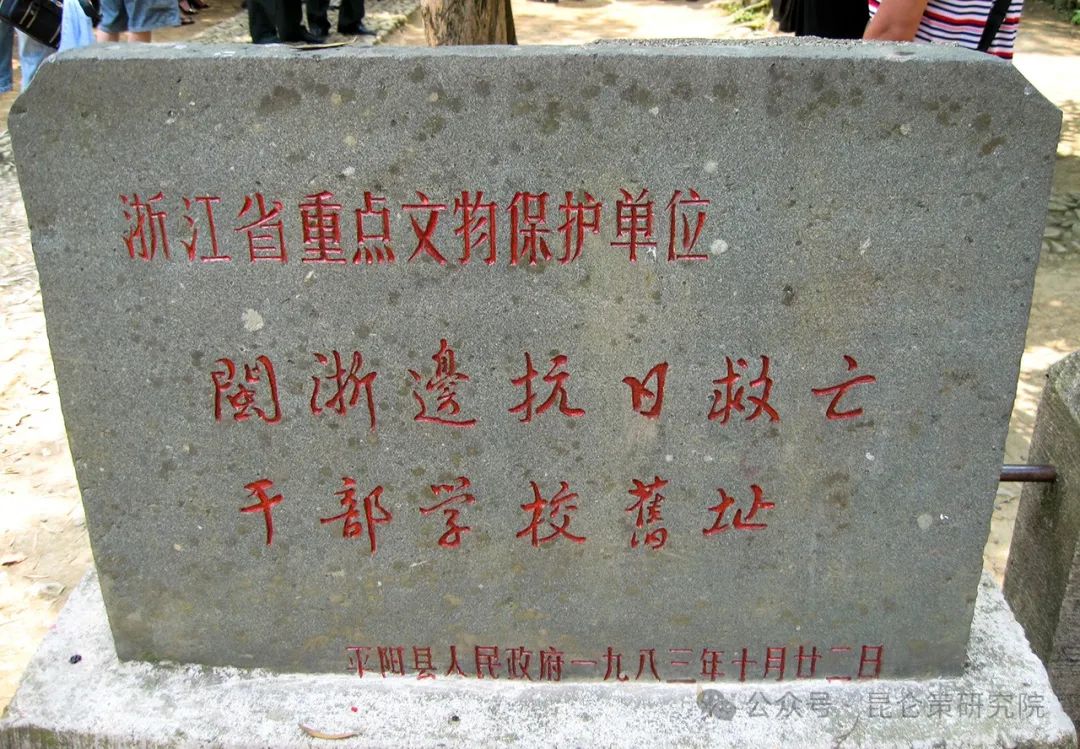 浙江省重点文物保护单位
閩浙邊抗日救亡
干部学校舊址
平阳县人民政府一九八三年十月廿二日
公众号·昆仑策研究院